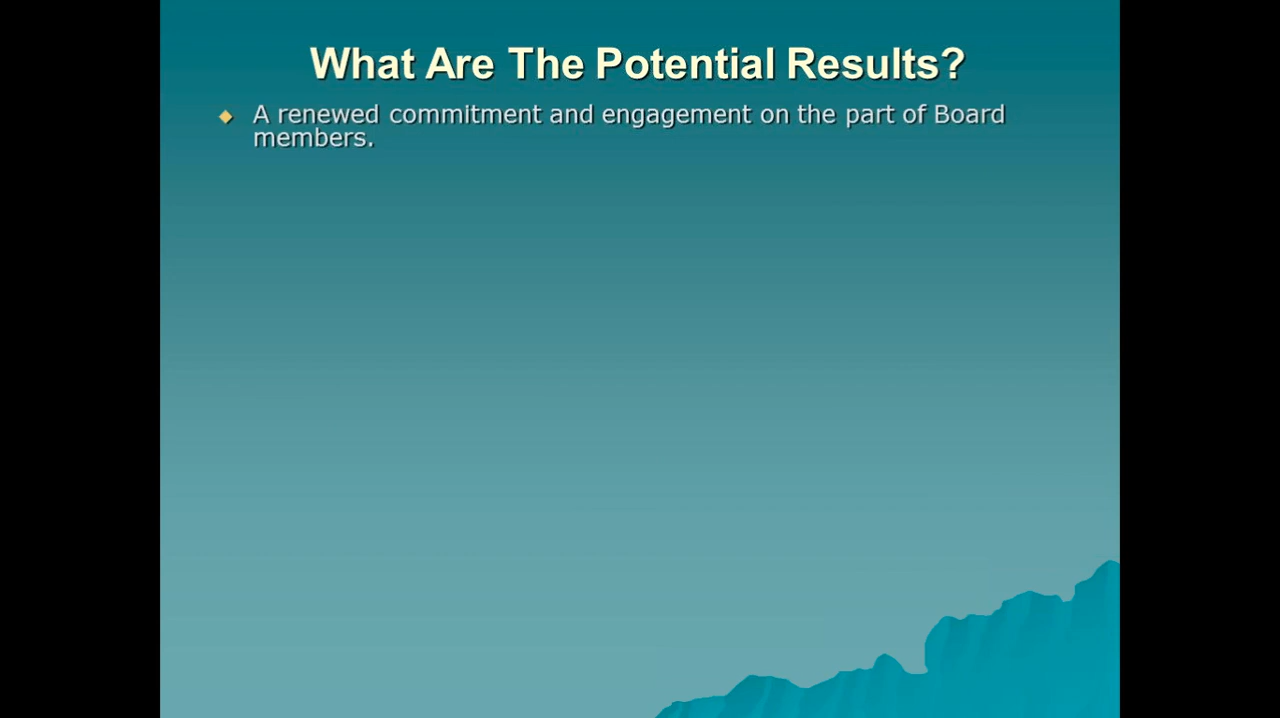 What Are The Potential Results?
A renewed commitment and engagement on the part of Board
members.